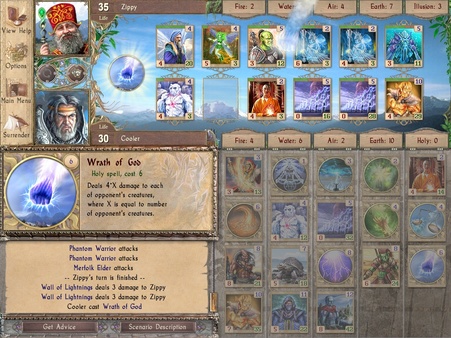 35 Zippy Fire: 2 Water: 6 Air: 4 Earth: 7 Illusion: 3
Life
View Help
Options
Main Menu
Surrender
Life
30 Cooler Fire: 4 Water: 6 Air: 2 Earth: 10 Holy: 0
6
Wrath of God
Holy spell, cost 6
Deals 4*X damage to each
of opponent's creatures,
where X is equal to number
of opponent's creatures.
Phantom Warrior attacks
Phantom Warrior attacks
Merfolk Elder attacks
-- Zippy's turn is finished --
Wall of Lightnings deals 3 damage to Zippy
Wall of Lightnings deals 3 damage to Zippy
Cooler cast Wrath of God
Get Advice Scenario Description